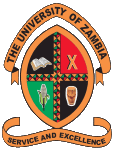 THE UNIVERSITY OF ZAMBIA
SERVICE AND EXCELLENCE